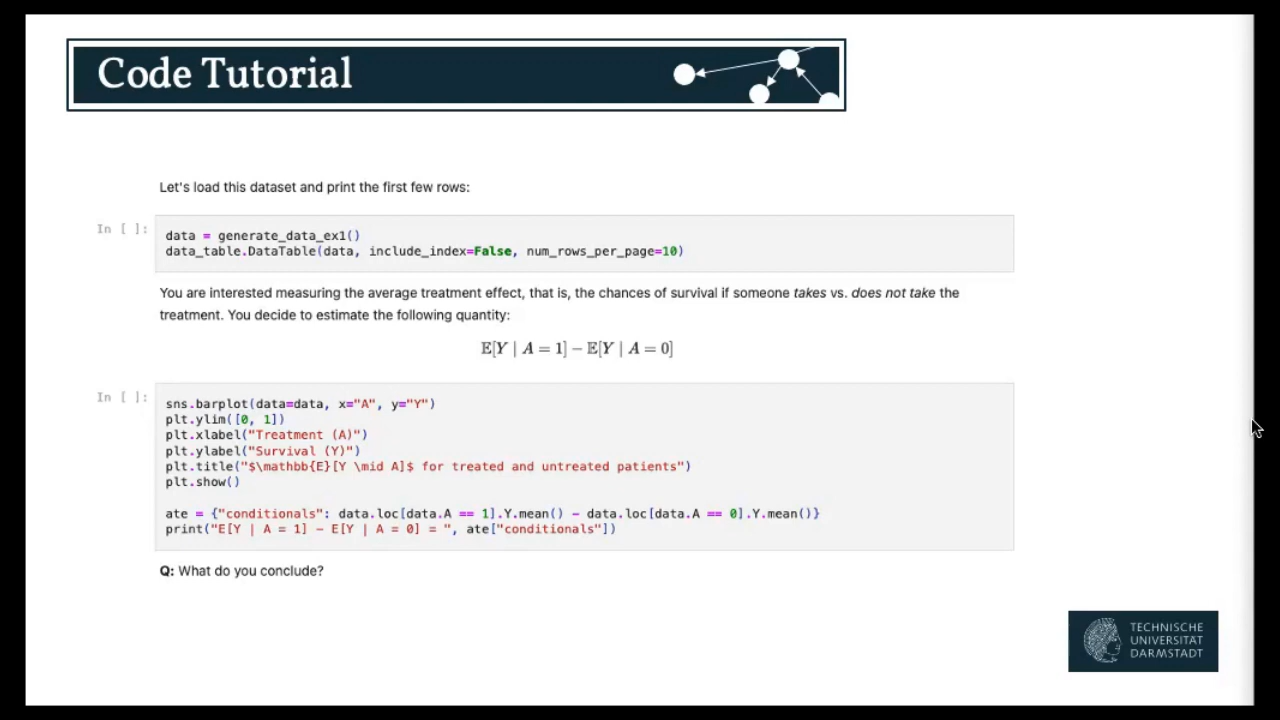 Code Tutorial
Let's load this dataset and print the first few rows:
In [ ]:
data = generate_data_ex1()
data_table.DataTable(data, include_index=False, num_rows_per_page=10)
You are interested measuring the average treatment effect, that is, the chances of survival if someone takes vs. does not take the
treatment. You decide to estimate the following quantity:
𝔼[Y | A = 1] − 𝔼[Y | A = 0]
In [ ]:
sns.barplot(data=data, x="A", y="Y")
plt.ylim([0, 1])
plt.xlabel("Treatment (A)")
plt.ylabel("Survival (Y)")
plt.title("$\mathbb{E}[Y \mid A]$ for treated and untreated patients")
plt.show()
ate = {"conditionals": data.loc[data.A == 1].Y.mean() - data.loc[data.A == 0].Y.mean()}
print("E[Y | A = 1] - E[Y | A = 0] = ", ate["conditionals"])
Q: What do you conclude?
TECHNISCHE
UNIVERSITÄT
DARMSTADT